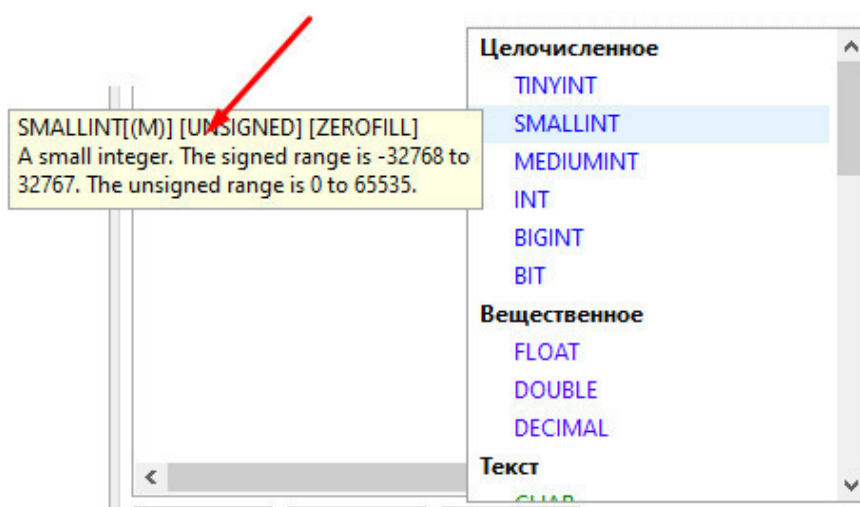 SMALLINT[(M)] [UNSIGNED] [ZEROFILL]
A small integer. The signed range is -32768 to
32767. The unsigned range is 0 to 65535.
Целочисленное
TINYINT
SMALLINT
MEDIUMINT
INT
BIGINT
BIT
Вещественное
FLOAT
DOUBLE
DECIMAL
Текст
CHAR